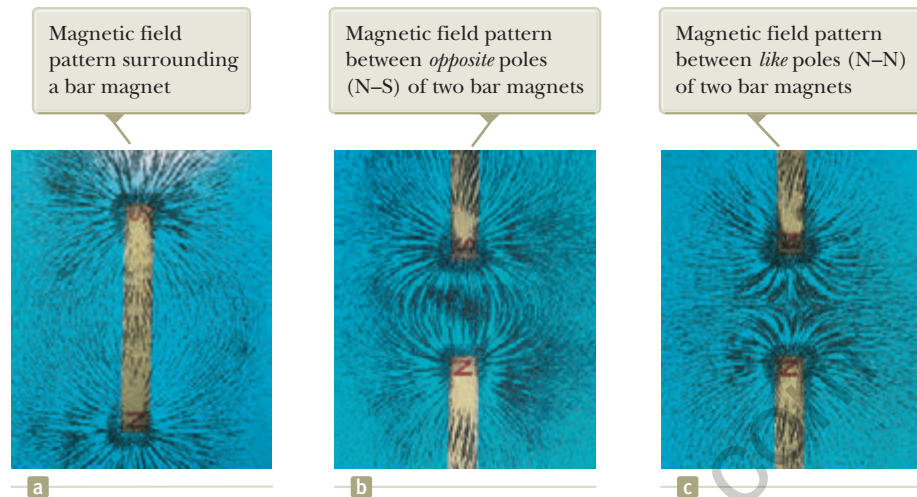 Magnetic field
pattern surrounding
a bar magnet
Magnetic field pattern
between opposite poles
(N–S) of two bar magnets
Magnetic field pattern
between like poles (N–N)
of two bar magnets
S
N
S
N
N
N
a
b
c